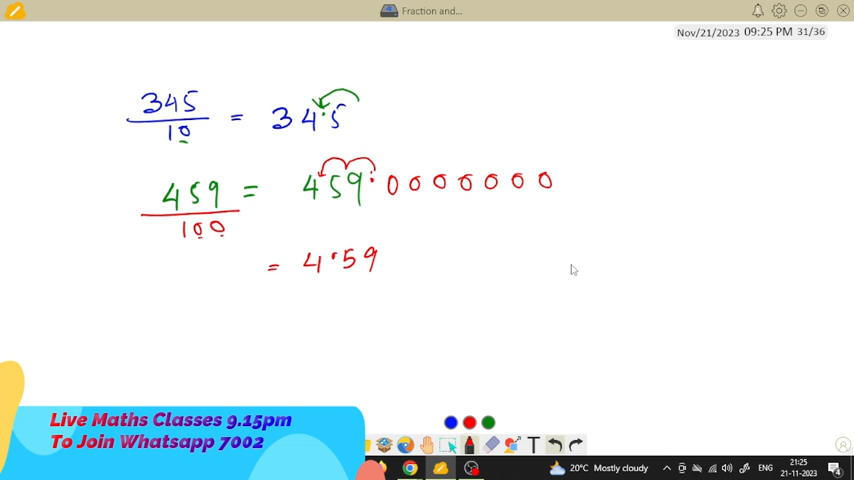 Fraction and...
Nov/21/2023 09:25 PM 31/36
345/10 = 34.5
459/100 = 459.0000000
= 4.59
Live Maths Classes 9.15pm
To Join Whatsapp 7002
T
20°C Mostly cloudy
ENG
21:25
21-11-2023
4